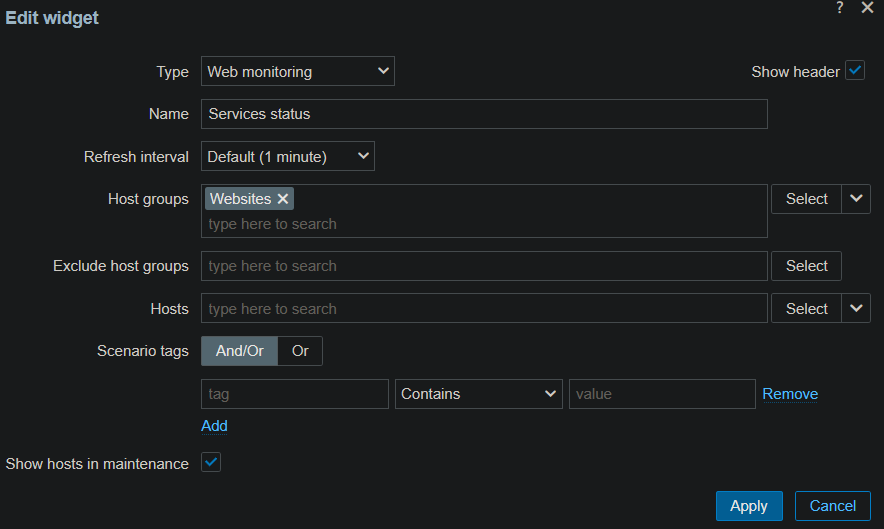 Edit widget ? ✕
Type Web monitoring Show header
Name Services status
Refresh interval Default (1 minute)
Host groups Websites ✕ Select
type here to search
Exclude host groups type here to search Select
Hosts type here to search Select
Scenario tags And/Or Or
tag Contains value Remove
Add
Show hosts in maintenance
Apply Cancel